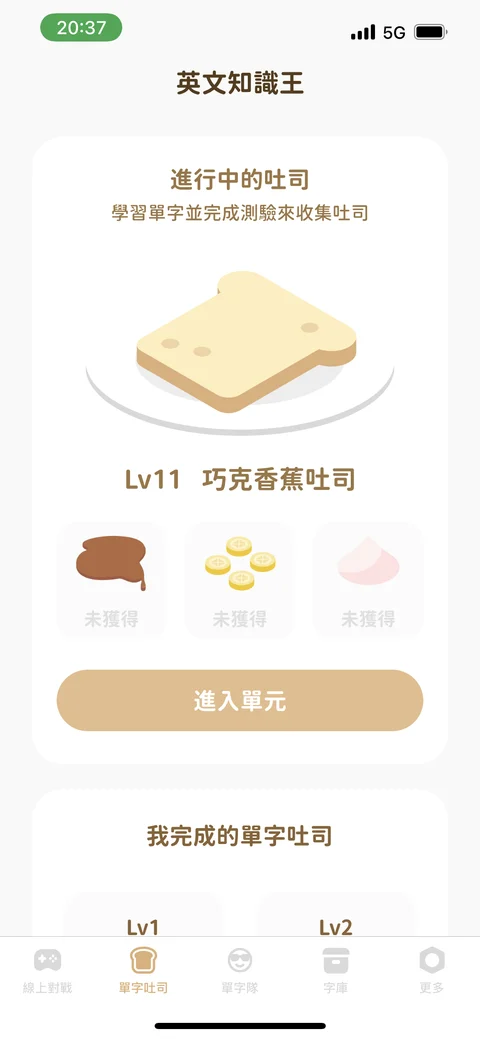 20:37
5G
英文知識王
進行中的吐司
學習單字並完成測驗來收集吐司
Lv11 巧克香蕉吐司
未獲得
未獲得
未獲得
進入單元
我完成的單字吐司
Lv1
Lv2
線上對戰
單字吐司
單字隊
字庫
更多